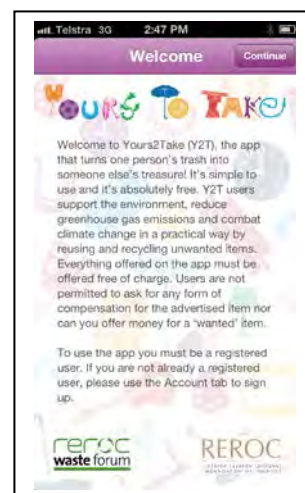 Telstra 3G 2:47 PM
Welcome Continue
YOURS TO TAKE
Welcome to Yours2Take (Y2T), the app
that turns one person's trash into
someone else's treasure! It's simple to
use and it's absolutely free. Y2T users
support the environment, reduce
greenhouse gas emissions and combat
climate change in a practical way by
reusing and recycling unwanted items.
Everything offered on the app must be
offered free of charge. Users are not
permitted to ask for any form of
compensation for the advertised item nor
can you offer money for a 'wanted' item.
To use the app you must be a registered
user. If you are not already a registered
user, please use the Account tab to sign
up.
reroc
waste forum
REROC